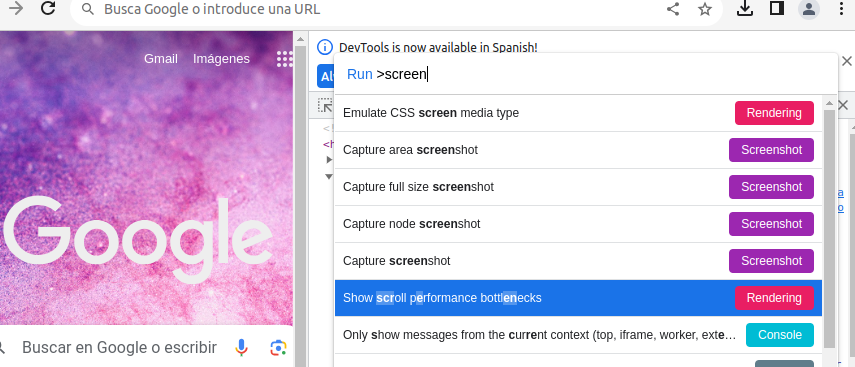 Busca Google o introduce una URL
DevTools is now available in Spanish!
Gmail Imágenes
Al
Run >screen
Emulate CSS screen media type Rendering
Capture area screenshot Screenshot
Capture full size screenshot Screenshot
Capture node screenshot Screenshot
Capture screenshot Screenshot
Show scroll performance bottlenecks Rendering
Only show messages from the current context (top, iframe, worker, exte… Console
Google
Buscar en Google o escribir
<!
<h
a
o